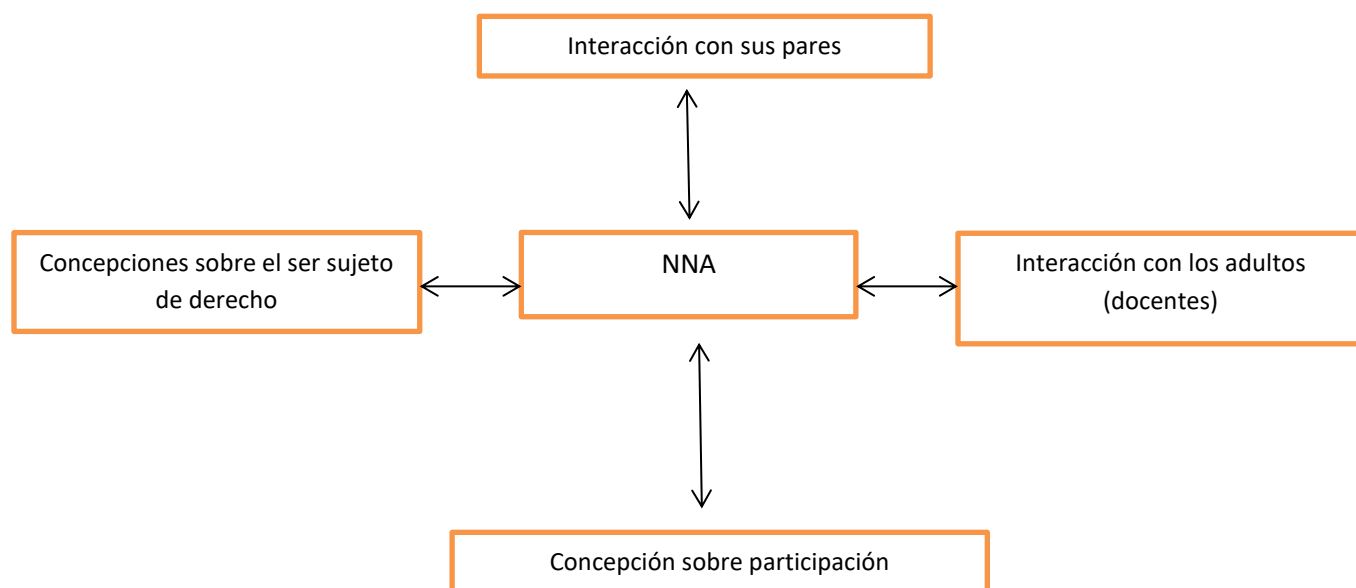 Interacción con sus pares
Concepciones sobre el ser sujeto
de derecho
NNA
Interacción con los adultos
(docentes)
Concepción sobre participación